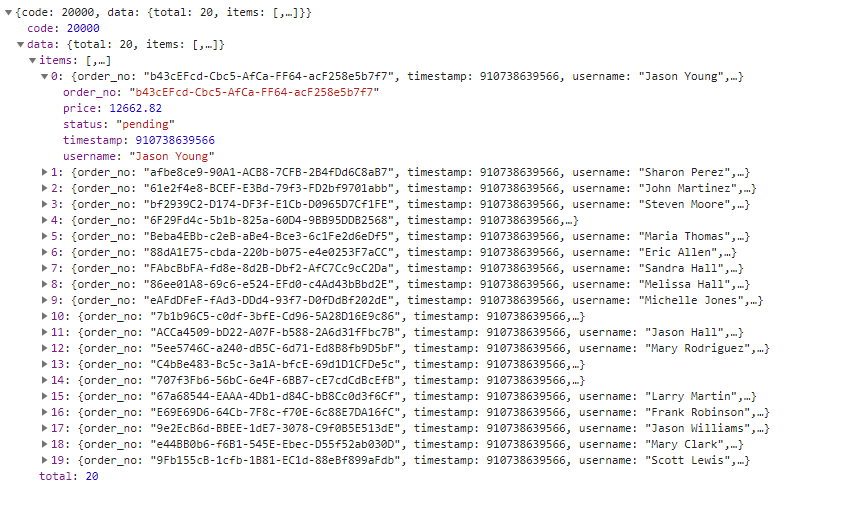 {code: 20000, data: {total: 20, items: [,…]}}
code: 20000
data: {total: 20, items: [,…]}
items: [,…]
0: {order_no: "b43cEFcd-Cbc5-AfCa-FF64-acF258e5b7f7", timestamp: 910738639566, username: "Jason Young",…}
order_no: "b43cEFcd-Cbc5-AfCa-FF64-acF258e5b7f7"
price: 12662.82
status: "pending"
timestamp: 910738639566
username: "Jason Young"
1: {order_no: "afbe8ce9-90A1-ACB8-7CFB-2B4fDd6C8aB7", timestamp: 910738639566, username: "Sharon Perez",…}
2: {order_no: "61e2f4e8-BCEF-E3Bd-79f3-FD2bf9701abb", timestamp: 910738639566, username: "John Martinez",…}
3: {order_no: "bf2939C2-D174-DF3f-E1Cb-D0965D7Cf1FE", timestamp: 910738639566, username: "Steven Moore",…}
4: {order_no: "6F29Fd4c-5b1b-825a-60D4-9BB95DDB2568", timestamp: 910738639566,…}
5: {order_no: "Beba4EBb-c2eB-aBe4-Bce3-6c1Fe2d6eDf5", timestamp: 910738639566, username: "Maria Thomas",…}
6: {order_no: "88dA1E75-cbda-220b-b075-e4e0253F7aCC", timestamp: 910738639566, username: "Eric Allen",…}
7: {order_no: "FAbcBbFA-fd8e-8d2B-Dbf2-AfC7Cc9cC2Da", timestamp: 910738639566, username: "Sandra Hall",…}
8: {order_no: "86ee01A8-69c6-e524-EFd0-c4Ad43bBbd2E", timestamp: 910738639566, username: "Melissa Hall",…}
9: {order_no: "eAFdDFeF-fAd3-DDd4-93f7-D0fDdBf202dE", timestamp: 910738639566, username: "Michelle Jones",…}
10: {order_no: "7b1b96C5-c0df-3bfE-Cd96-5A28D16E9c86", timestamp: 910738639566,…}
11: {order_no: "ACCa4509-bD22-A07F-b588-2A6d31fFbc7B", timestamp: 910738639566, username: "Jason Hall",…}
12: {order_no: "5ee5746C-a240-dB5C-6d71-Ed8B8fb9D5bF", timestamp: 910738639566, username: "Mary Rodriguez",…}
13: {order_no: "C4bBe483-Bc5c-3a1A-bfcE-69d1D1CFDe5c", timestamp: 910738639566,…}
14: {order_no: "707f3Fb6-56bC-6e4F-6BB7-cE7cdCdBcEfB", timestamp: 910738639566,…}
15: {order_no: "67a68544-EAAA-4Db1-d84C-bB8Cc0d3f6Cf", timestamp: 910738639566, username: "Larry Martin",…}
16: {order_no: "E69E69D6-64Cb-7F8c-f70E-6c88E7DA16fC", timestamp: 910738639566, username: "Frank Robinson",…}
17: {order_no: "9e2EcB6d-BBEE-1dE7-3078-C9f0B5E513dE", timestamp: 910738639566, username: "Jason Williams",…}
18: {order_no: "e44BB0b6-f6B1-545E-Ebec-D55f52ab030D", timestamp: 910738639566, username: "Mary Clark",…}
19: {order_no: "9Fb155cB-1cfb-1B81-EC1d-88eBf899aFdb", timestamp: 910738639566, username: "Scott Lewis",…}
total: 20